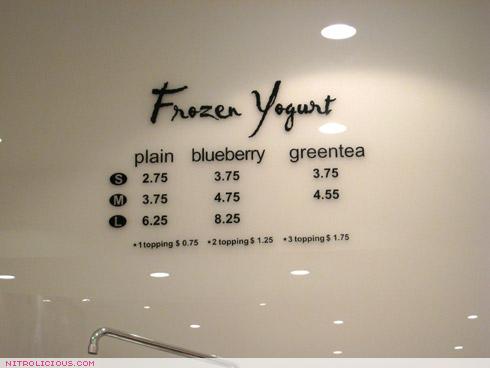 Frozen Yogurt
plain blueberry greentea
S 2.75 3.75 3.75
M 3.75 4.75 4.55
L 6.25 8.25
*1 topping $ 0.75 *2 topping $ 1.25 *3 topping $ 1.75
NITROLICIOUS.COM